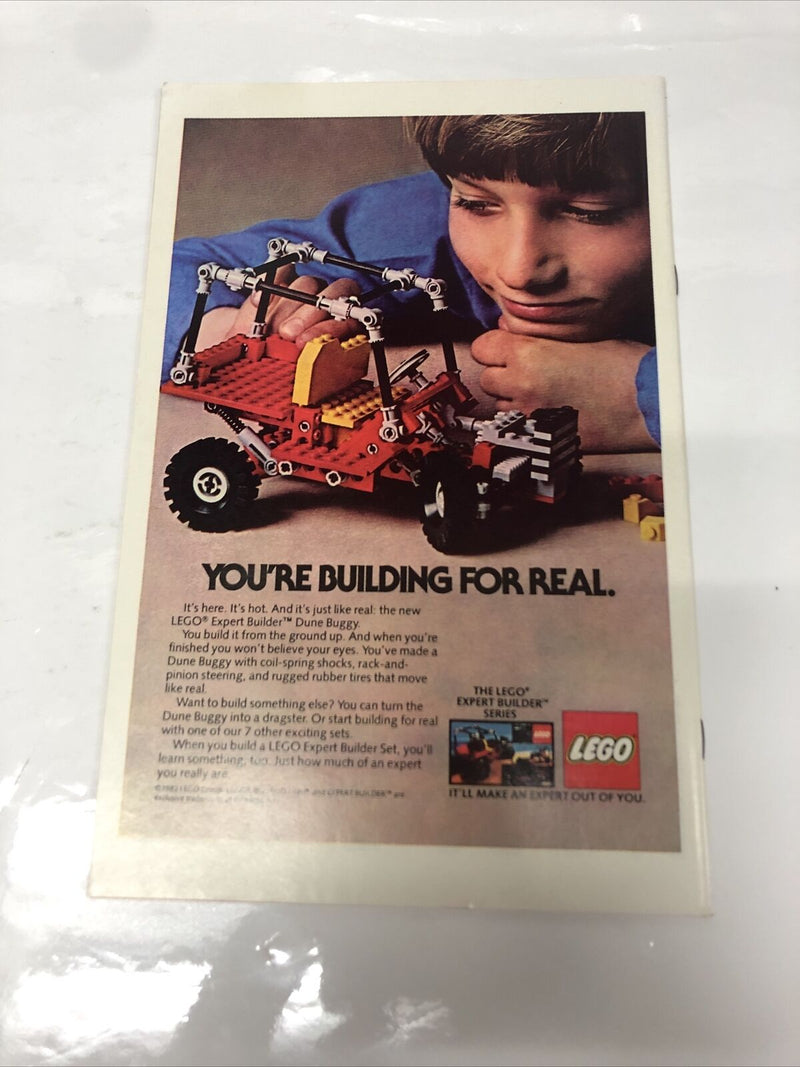 YOU'RE BUILDING FOR REAL.
It's here. It's hot. And it's just like real: the new
LEGO® Expert Builder™ Dune Buggy.
You build it from the ground up. And when you're
finished you won't believe your eyes. You've made a
Dune Buggy with coil-spring shocks, rack-and-
pinion steering, and rugged rubber tires that move
like real.
Want to build something else? You can turn the
Dune Buggy into a dragster. Or start building for real
with one of our 7 other exciting sets.
When you build a LEGO Expert Builder Set, you'll
learn something, too. Just how much of an expert
you really are.
LEGO
and EXPERT BUILDER™ are
THE LEGO®
EXPERT BUILDER™
SERIES
LEGO
LEGO
IT'LL MAKE AN EXPERT OUT OF YOU.